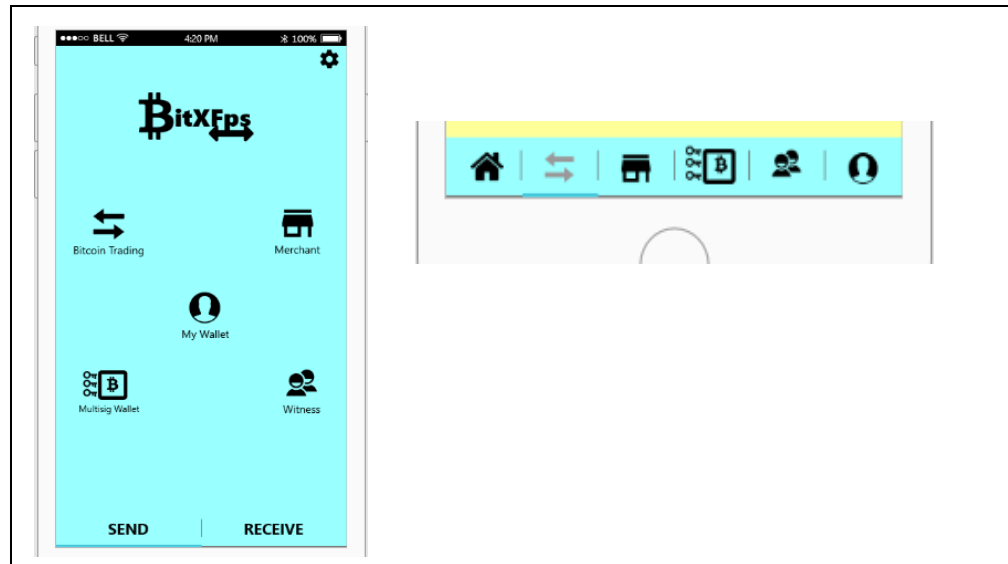 BELL 4:20 PM 100%
BitXFps
Bitcoin Trading Merchant
My Wallet
Multisig Wallet Witness
SEND RECEIVE